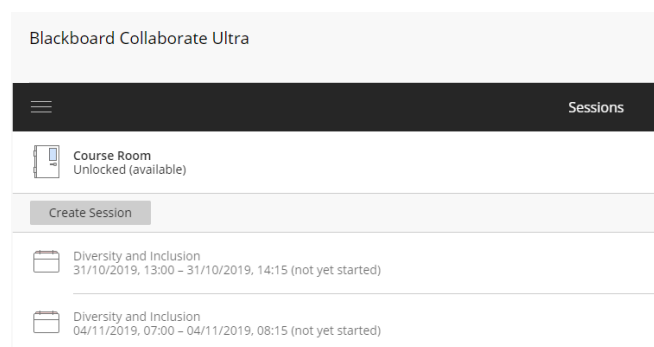 Blackboard Collaborate Ultra
Sessions
Course Room
Unlocked (available)
Create Session
Diversity and Inclusion
31/10/2019, 13:00 – 31/10/2019, 14:15 (not yet started)
Diversity and Inclusion
04/11/2019, 07:00 – 04/11/2019, 08:15 (not yet started)